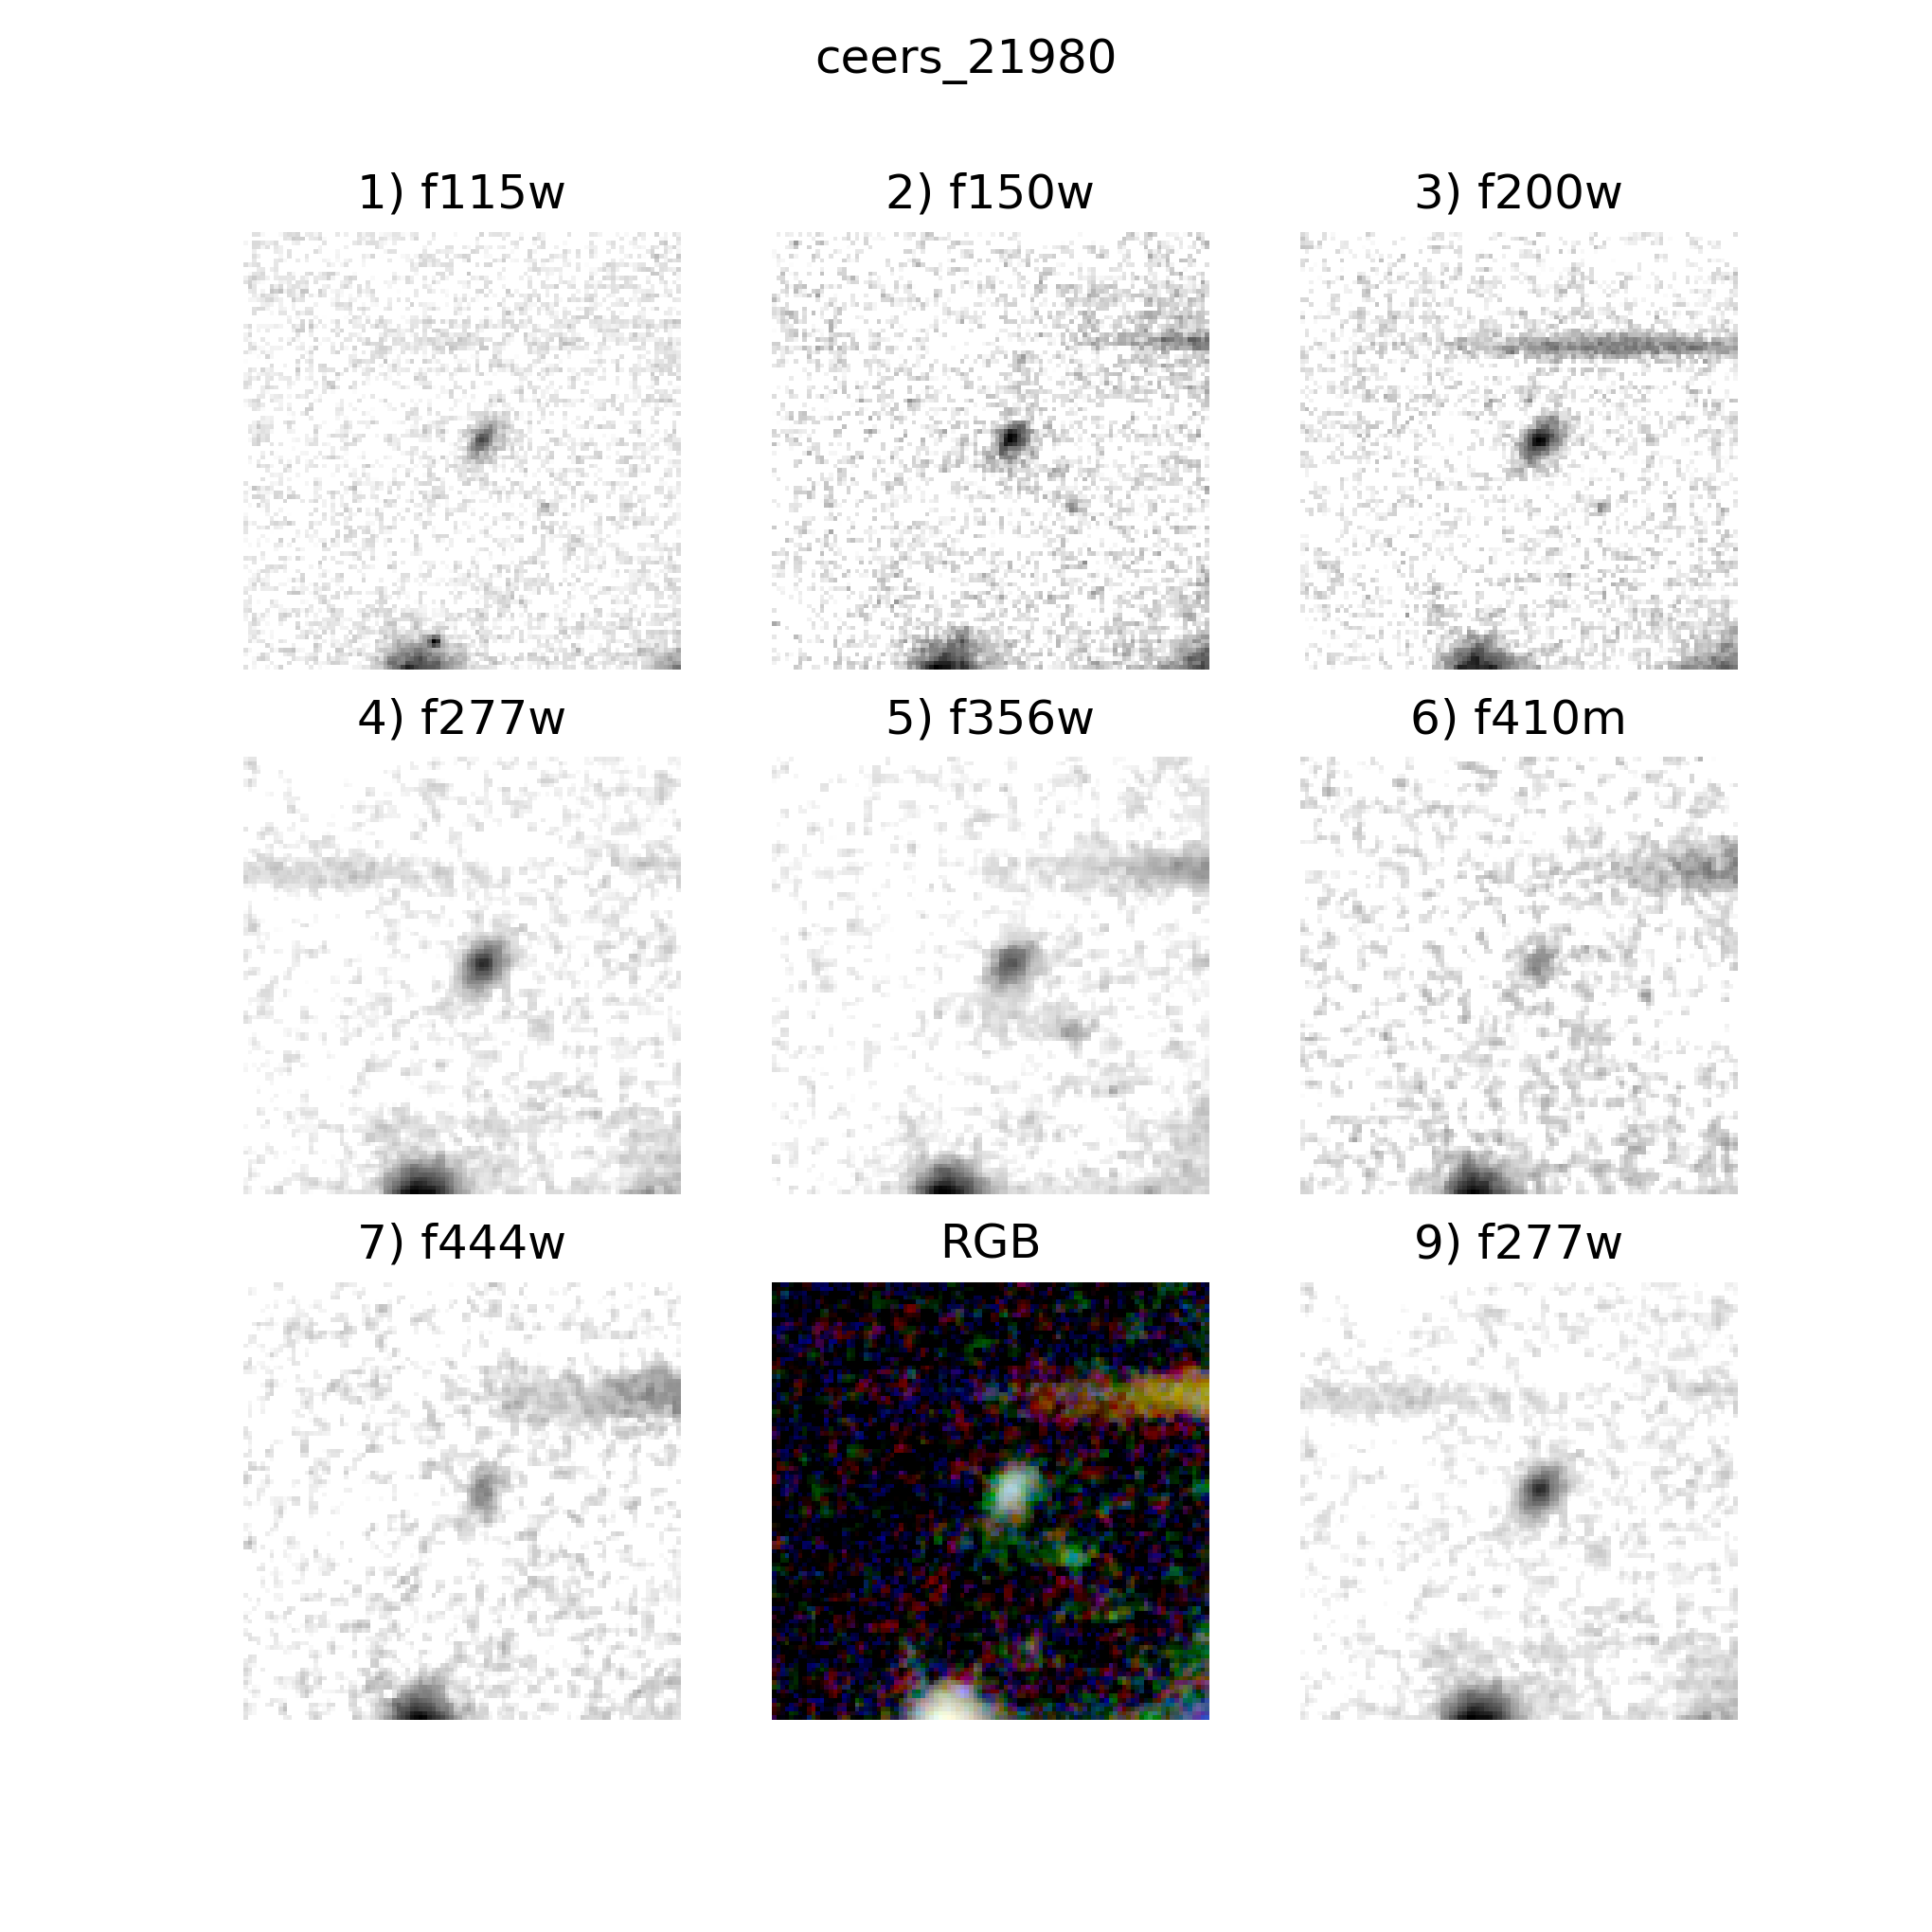 ceers_21980
1) f115w
2) f150w
3) f200w
4) f277w
5) f356w
6) f410m
7) f444w
RGB
9) f277w